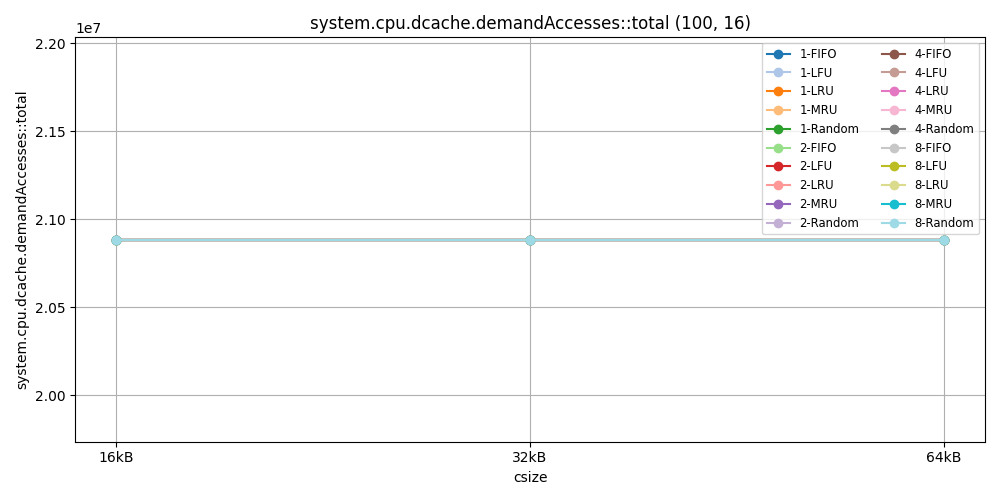 system.cpu.dcache.demandAccesses::total (100, 16)
1e7
2.20
2.15
2.10
2.05
2.00
system.cpu.dcache.demandAccesses::total
1-FIFO
1-LFU
1-LRU
1-MRU
1-Random
2-FIFO
2-LFU
2-LRU
2-MRU
2-Random
4-FIFO
4-LFU
4-LRU
4-MRU
4-Random
8-FIFO
8-LFU
8-LRU
8-MRU
8-Random
16kB
32kB
64kB
csize